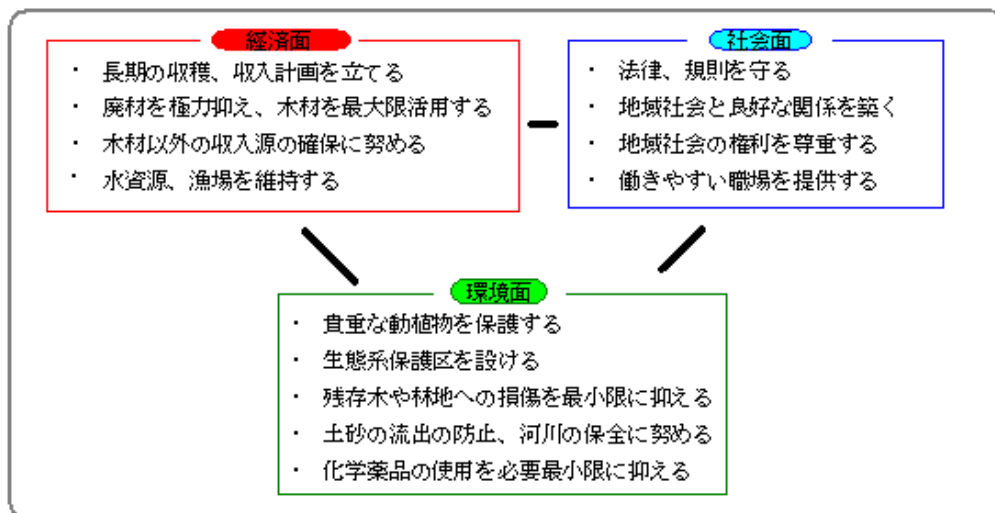 経済面
・ 長期の収穫、収入計画を立てる
・ 廃材を極力抑え、木材を最大限活用する
・ 木材以外の収入源の確保に努める
・ 水資源、漁場を維持する
社会面
・ 法律、規則を守る
・ 地域社会と良好な関係を築く
・ 地域社会の権利を尊重する
・ 働きやすい職場を提供する
環境面
・ 貴重な動植物を保護する
・ 生態系保護区を設ける
・ 残存木や林地への損傷を最小限に抑える
・ 土砂の流出の防止、河川の保全に努める
・ 化学薬品の使用を必要最小限に抑える